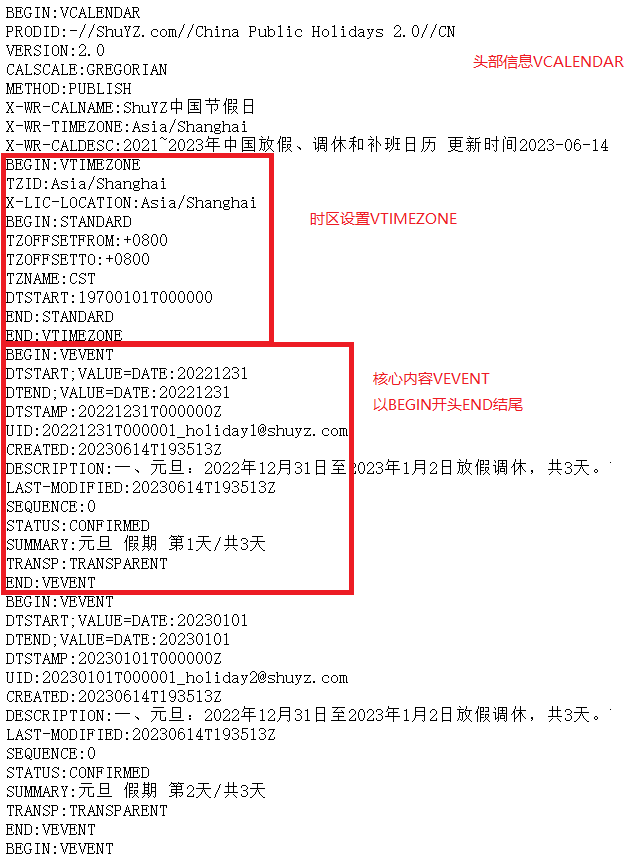 BEGIN:VCALENDAR
PRODID:-//ShuYZ.com//China Public Holidays 2.0//CN
VERSION:2.0
CALSCALE:GREGORIAN
头部信息VCALENDAR
METHOD:PUBLISH
X-WR-CALNAME:ShuYZ中国节假日
X-WR-TIMEZONE:Asia/Shanghai
X-WR-CALDESC:2021~2023年中国放假、调休和补班日历 更新时间2023-06-14
BEGIN:VTIMEZONE
TZID:Asia/Shanghai
X-LIC-LOCATION:Asia/Shanghai
BEGIN:STANDARD
时区设置VTIMEZONE
TZOFFSETFROM:+0800
TZOFFSETTO:+0800
TZNAME:CST
DTSTART:19700101T000000
END:STANDARD
END:VTIMEZONE
BEGIN:VEVENT
DTSTART;VALUE=DATE:20221231
核心内容VEVENT
DTEND;VALUE=DATE:20221231
以BEGIN开头END结尾
DTSTAMP:20221231T000000Z
UID:20221231T000001_holiday1@shuyz.com
CREATED:20230614T193513Z
DESCRIPTION:一、元旦：2022年12月31日至2023年1月2日放假调休，共3天。
LAST-MODIFIED:20230614T193513Z
SEQUENCE:0
STATUS:CONFIRMED
SUMMARY:元旦 假期 第1天/共3天
TRANSP:TRANSPARENT
END:VEVENT
BEGIN:VEVENT
DTSTART;VALUE=DATE:20230101
DTEND;VALUE=DATE:20230101
DTSTAMP:20230101T000000Z
UID:20230101T000001_holiday2@shuyz.com
CREATED:20230614T193513Z
DESCRIPTION:一、元旦：2022年12月31日至2023年1月2日放假调休，共3天。
LAST-MODIFIED:20230614T193513Z
SEQUENCE:0
STATUS:CONFIRMED
SUMMARY:元旦 假期 第2天/共3天
TRANSP:TRANSPARENT
END:VEVENT
BEGIN:VEVENT